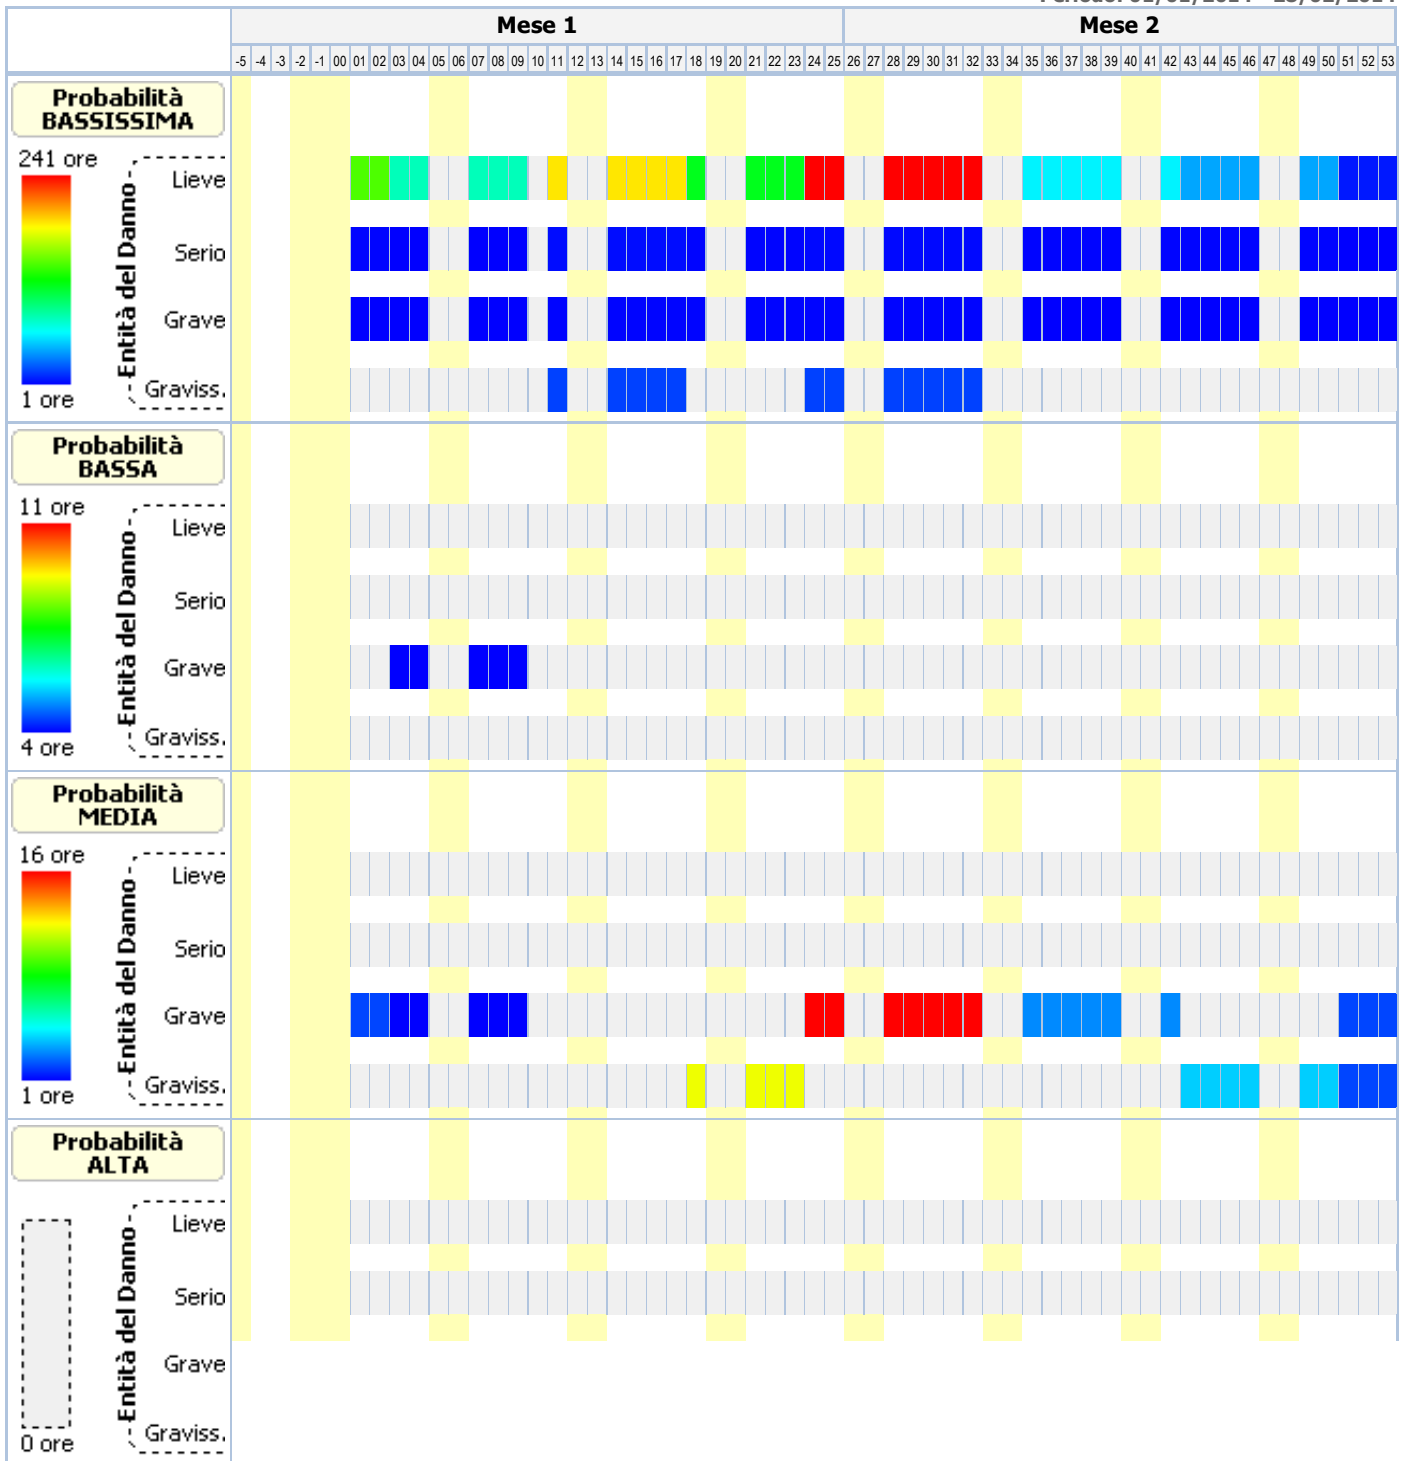 Mese 1 Mese 2
-5 -4 -3 -2 -1 00 01 02 03 04 05 06 07 08 09 10 11 12 13 14 15 16 17 18 19 20 21 22 23 24 25 26 27 28 29 30 31 32 33 34 35 36 37 38 39 40 41 42 43 44 45 46 47 48 49 50 51 52 53
Probabilità
BASSISSIMA
241 ore
Lieve
Serio
Grave
Graviss.
Entità del Danno
1 ore
Probabilità
BASSA
11 ore
Lieve
Serio
Grave
Graviss.
Entità del Danno
4 ore
Probabilità
MEDIA
16 ore
Lieve
Serio
Grave
Graviss.
Entità del Danno
1 ore
Probabilità
ALTA
Lieve
Serio
Grave
Graviss.
Entità del Danno
0 ore